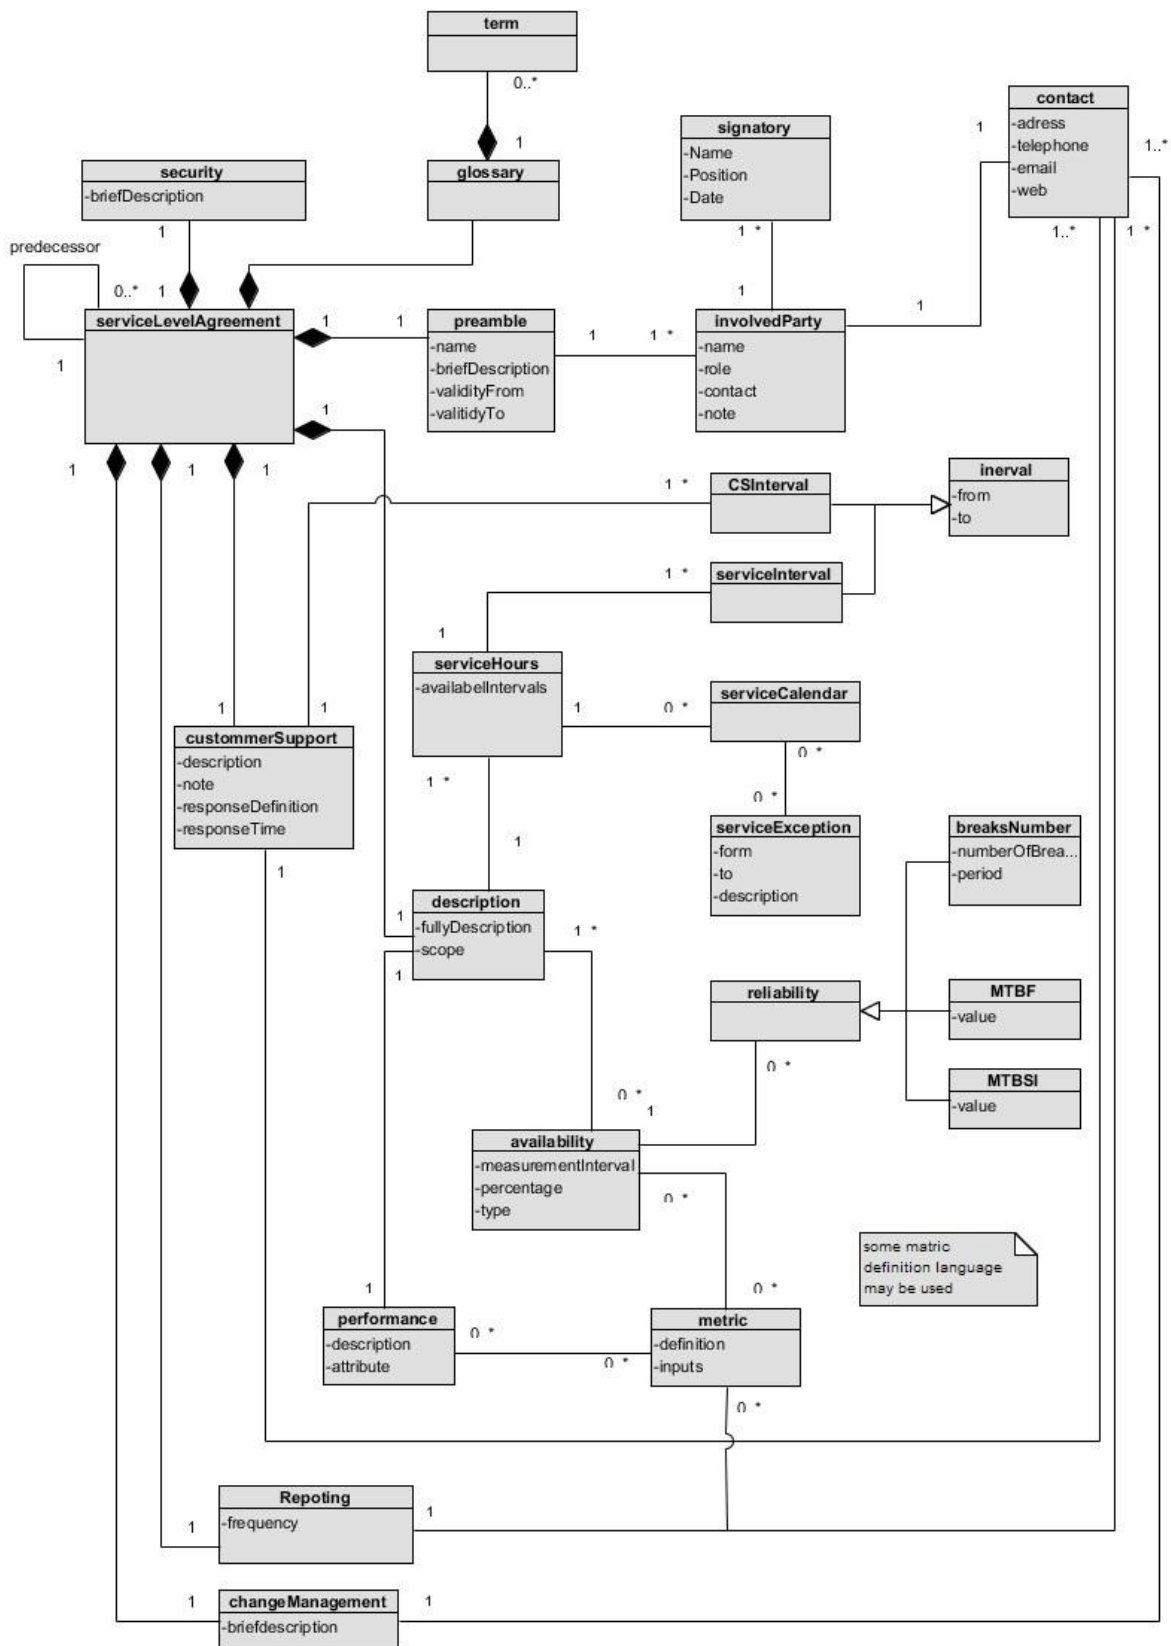 term
0..*
contact
-adress
-telephone
-email
-web
1
1..*
signatory
-Name
-Position
-Date
1
glossary
security
-briefDescription
1
1 *
1..*
1 *
predecessor
0..*
1
1
1
serviceLevelAgreement
1
1
1
preamble
-name
-briefDescription
-validityFrom
-valitidyTo
1
1 *
involvedParty
-name
-role
-contact
-note
1
1
1
1
1 *
CSInterval
inerval
-from
-to
1 *
serviceInterval
1
serviceHours
-availabelIntervals
1
0 *
serviceCalendar
0 *
1
1
custommerSupport
-description
-note
-responseDefinition
-responseTime
1
1 *
0 *
serviceException
-form
-to
-description
breaksNumber
-numberOfBrea...
-period
1
description
-fullyDescription
-scope
1
1
1 *
reliability
MTBF
-value
0 *
MTBSI
-value
0 *
1
availability
-measurementInterval
-percentage
-type
0 *
some matric
definition language
may be used
1
0 *
performance
-description
-attribute
0 *
0 *
metric
-definition
-inputs
0 *
Repoting
-frequency
1
1
changeManagement
-briefdescription
1
1